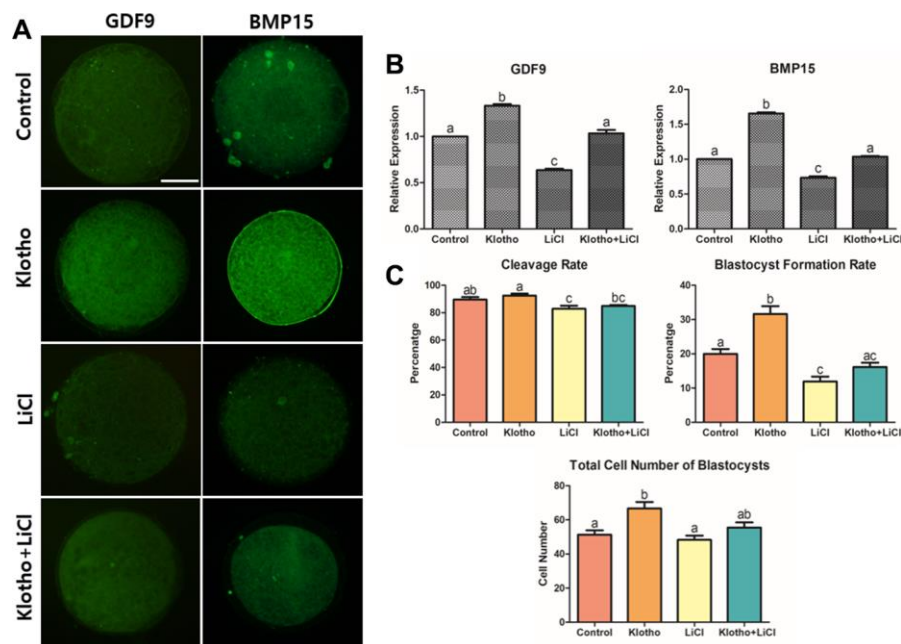 A
GDF9 BMP15
Control
Klotho
LiCl
Klotho+LiCl
B
GDF9
Relative Expression
1.5
1.0
0.5
0.0
a b c a
Control Klotho LiCl Klotho+LiCl
BMP15
Relative Expression
2.0
1.5
1.0
0.5
0.0
a b c a
Control Klotho LiCl Klotho+LiCl
C
Cleavage Rate
Percenatge
100
80
60
40
20
0
ab a c bc
Control Klotho LiCl Klotho+LiCl
Blastocyst Formation Rate
Percenatge
40
30
20
10
0
a b c ac
Control Klotho LiCl Klotho+LiCl
Total Cell Number of Blastocysts
Cell Number
80
60
40
20
0
a b a ab
Control Klotho LiCl Klotho+LiCl